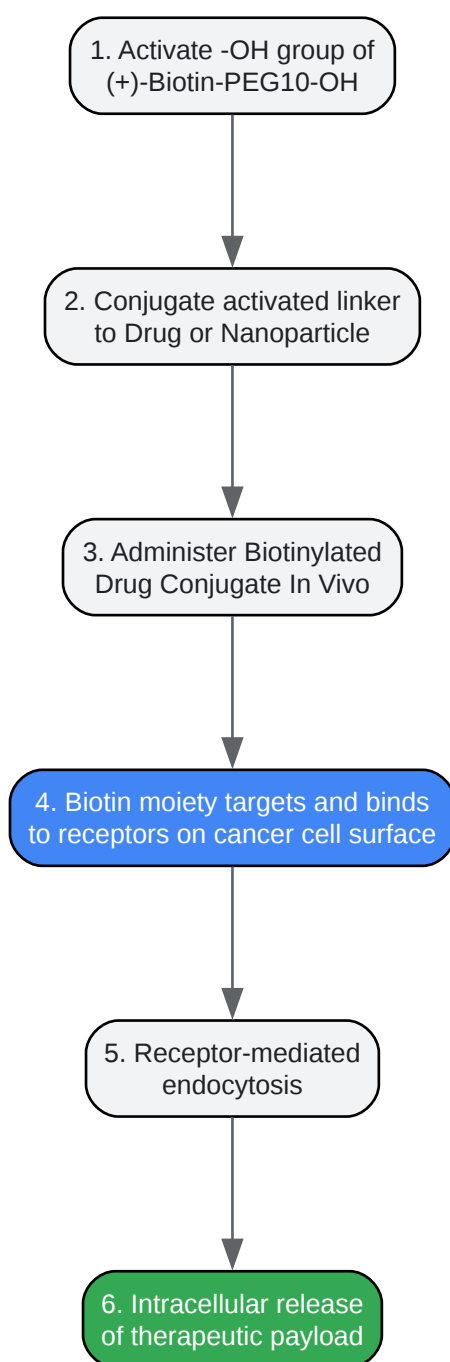 1. Activate -OH group of
(+)-Biotin-PEG10-OH
2. Conjugate activated linker
to Drug or Nanoparticle
3. Administer Biotinylated
Drug Conjugate In Vivo
4. Biotin moiety targets and binds
to receptors on cancer cell surface
5. Receptor-mediated
endocytosis
6. Intracellular release
of therapeutic payload